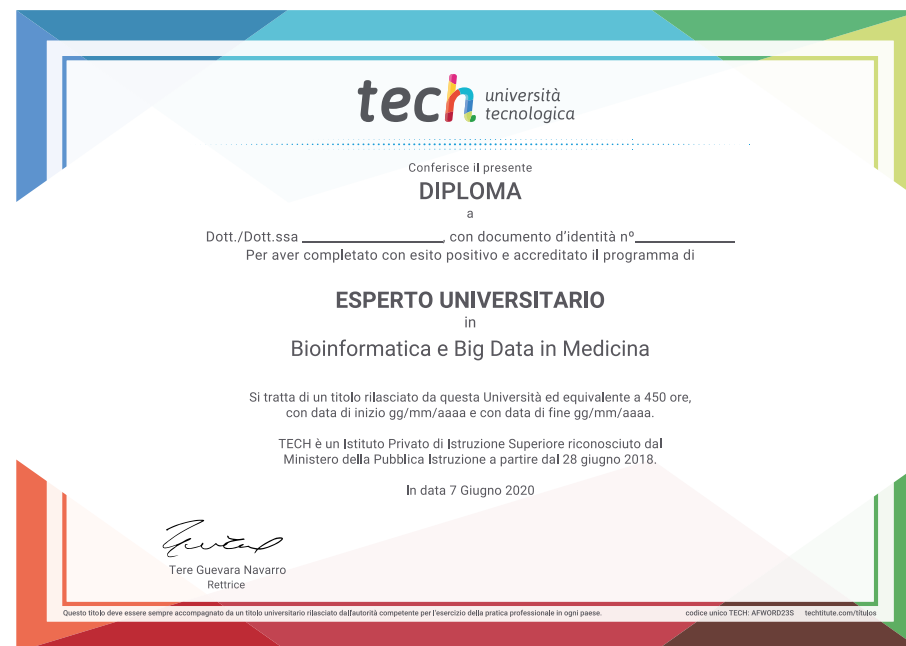 tech università
tecnologica
Conferisce il presente
DIPLOMA
a
Dott./Dott.ssa ____________________, con documento d'identità nº______________
Per aver completato con esito positivo e accreditato il programma di
ESPERTO UNIVERSITARIO
in
Bioinformatica e Big Data in Medicina
Si tratta di un titolo rilasciato da questa Università ed equivalente a 450 ore,
con data di inizio gg/mm/aaaa e con data di fine gg/mm/aaaa.
TECH è un Istituto Privato di Istruzione Superiore riconosciuto dal
Ministero della Pubblica Istruzione a partire dal 28 giugno 2018.
In data 7 Giugno 2020
Tere Guevara Navarro
Rettrice
Questo titolo deve essere sempre accompagnato da un titolo universitario rilasciato dall'autorità competente per l'esercizio della pratica professionale in ogni paese. codice unico TECH: AFWORD23S techtitute.com/titulos